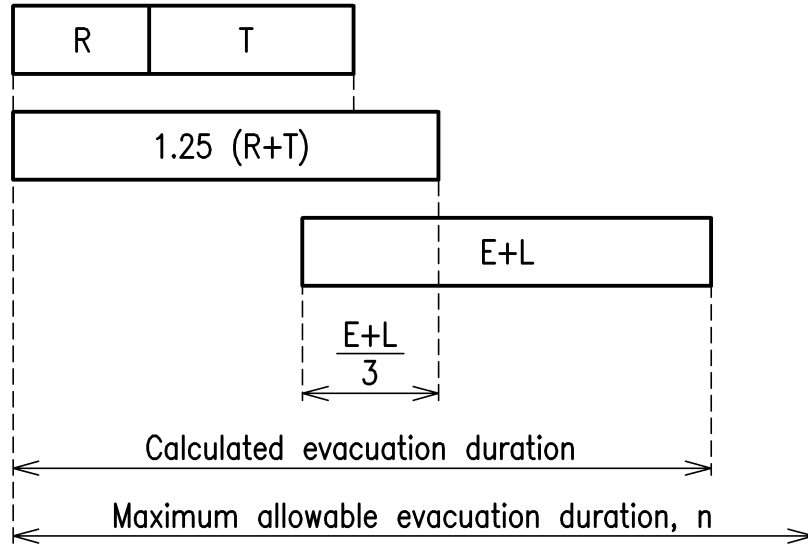 R T
1.25 (R+T)
E+L
E+L
3
Calculated evacuation duration
Maximum allowable evacuation duration, n